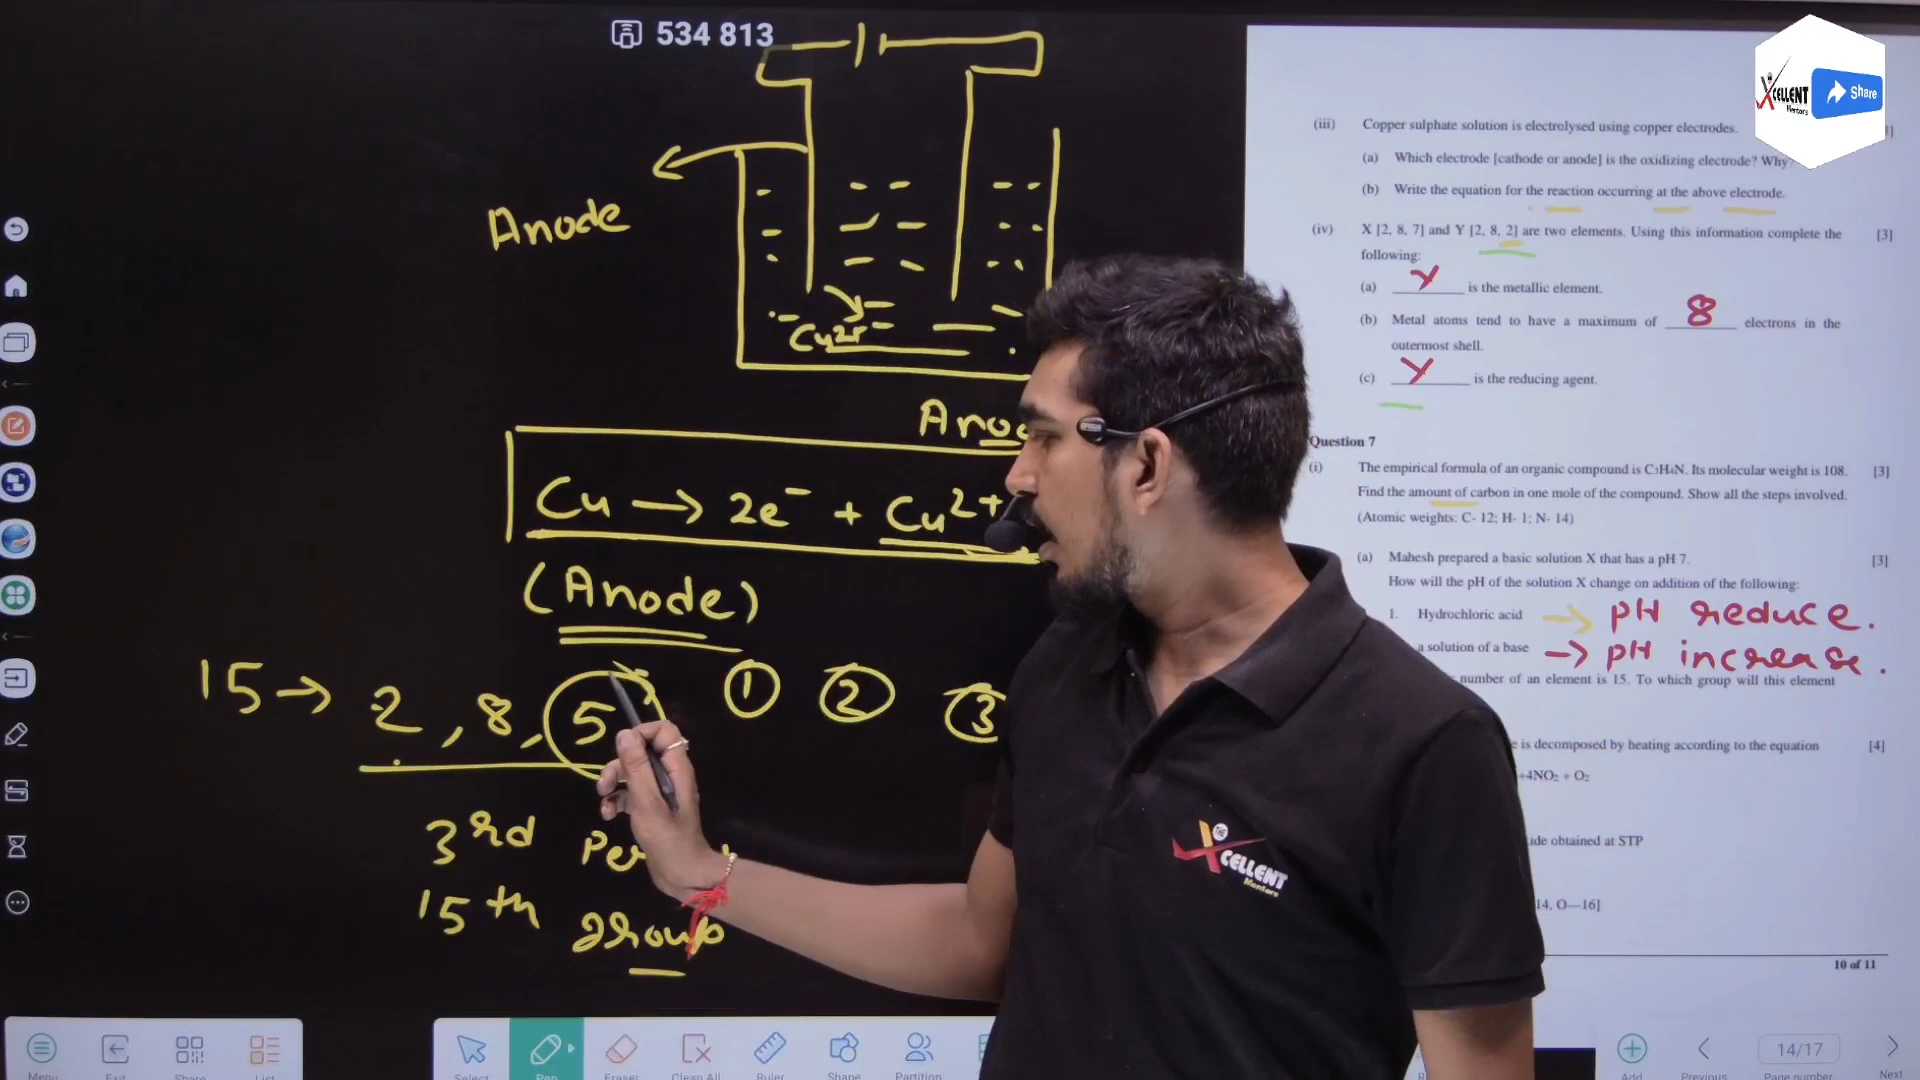 534 813
Anode
Cu2+
Cu → 2e⁻ + Cu2+
(Anode)
15 → 2, 8, 5 ① ② ③
3rd
15th group
XCELLENT
Mentors
Share
(iii) Copper sulphate solution is electrolysed using copper electrodes.
(a) Which electrode [cathode or anode] is the oxidizing electrode? Why
(b) Write the equation for the reaction occurring at the above electrode.
(iv) X [2, 8, 7] and Y [2, 8, 2] are two elements. Using this information complete the [3]
following:
(a) Y is the metallic element.
(b) Metal atoms tend to have a maximum of 8 electrons in the
outermost shell.
(c) Y is the reducing agent.
Question 7
(i) The empirical formula of an organic compound is C3H4N. Its molecular weight is 108. [3]
Find the amount of carbon in one mole of the compound. Show all the steps involved.
(Atomic weights: C- 12; H- 1; N- 14)
(a) Mahesh prepared a basic solution X that has a pH 7. [3]
How will the pH of the solution X change on addition of the following:
1. Hydrochloric acid → pH reduce.
a solution of a base → pH increase.
number of an element is 15. To which group will this element
is decomposed by heating according to the equation [4]
+4NO₂ + O₂
ide obtained at STP
14, O—16]
10 of 11
THE
XCELLENT
Mentors
Menu Exit Share List Select Pen Eraser Clean All Ruler Shape Partition Add Previous 14/17 Page number Next